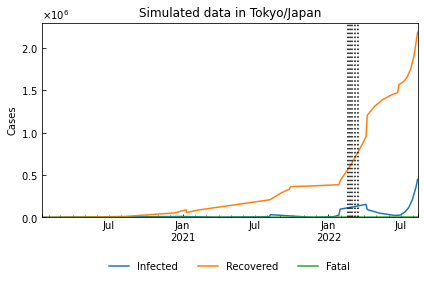 Simulated data in Tokyo/Japan
×10⁶
Cases
2.0
1.5
1.0
0.5
0.0
Jul Jan Jul Jan Jul
2021 2022
Infected Recovered Fatal